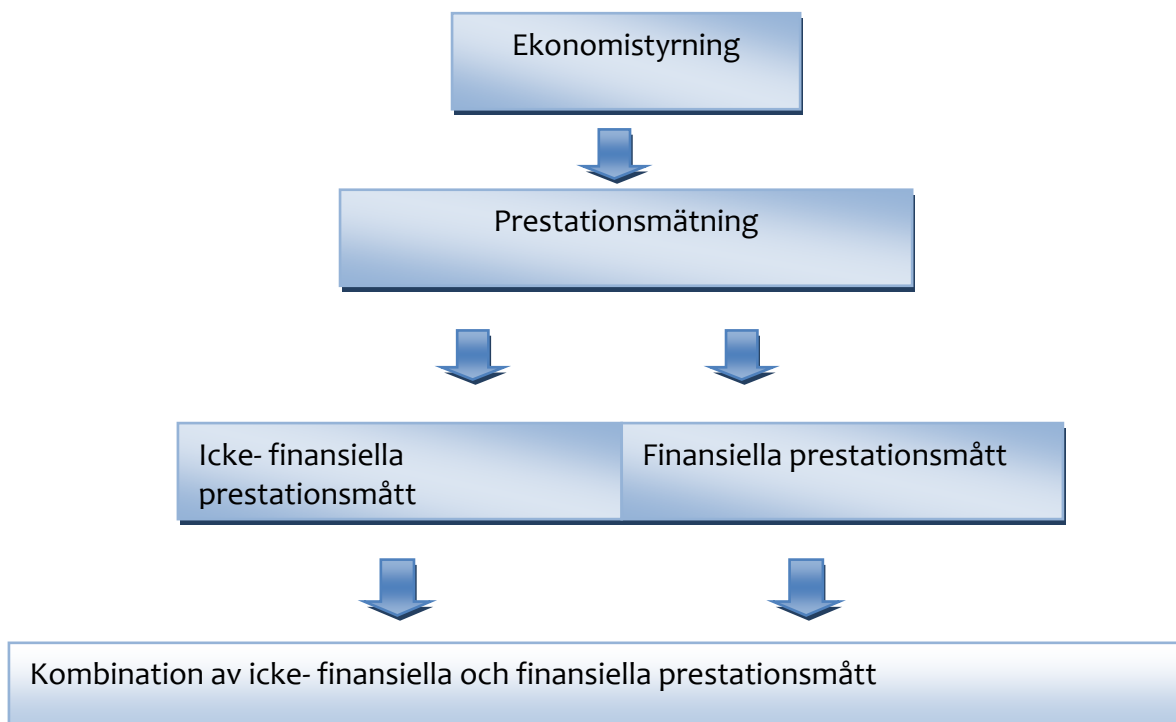 Ekonomistyrning
Prestationsmätning
Icke- finansiella
prestationsmått
Finansiella prestationsmått
Kombination av icke- finansiella och finansiella prestationsmått